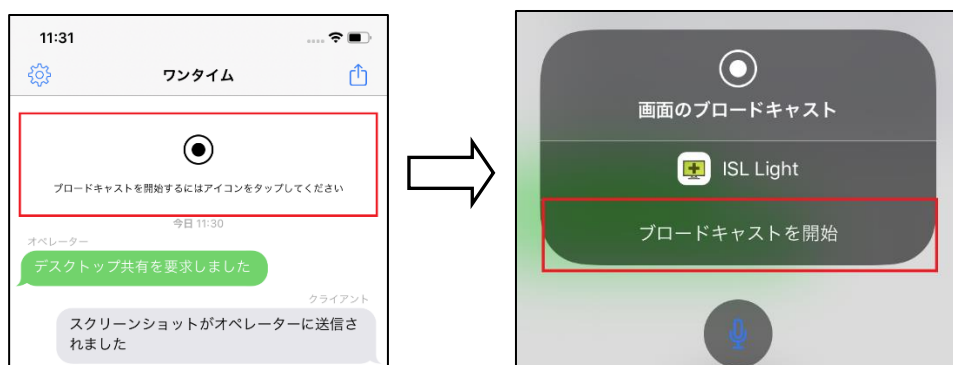 11:31
ワンタイム
ブロードキャストを開始するにはアイコンをタップしてください
今日 11:30
オペレーター
デスクトップ共有を要求しました
クライアント
スクリーンショットがオペレーターに送信さ
れました
画面のブロードキャスト
ISL Light
ブロードキャストを開始